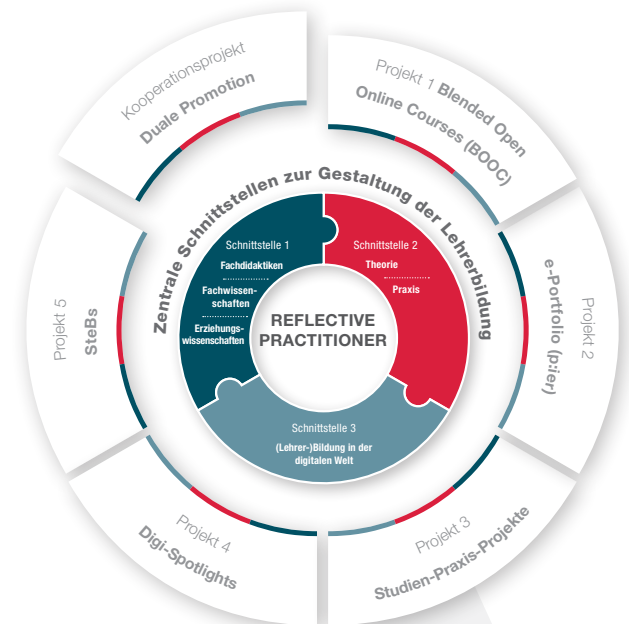 Kooperationsprojekt
Duale Promotion
Projekt 1 Blended Open
Online Courses (BOOC)
Projekt 2
e-Portfolio (p:ier)
Projekt 3
Studien-Praxis-Projekte
Projekt 4
Digi-Spotlights
Projekt 5
SteBs
Zentrale Schnittstellen zur Gestaltung der Lehrerbildung
Schnittstelle 1
Fachdidaktiken
Fachwissen-
schaften
Erziehungs-
wissenschaften
Schnittstelle 2
Theorie
Praxis
REFLECTIVE
PRACTITIONER
Schnittstelle 3
(Lehrer-)Bildung in der
digitalen Welt